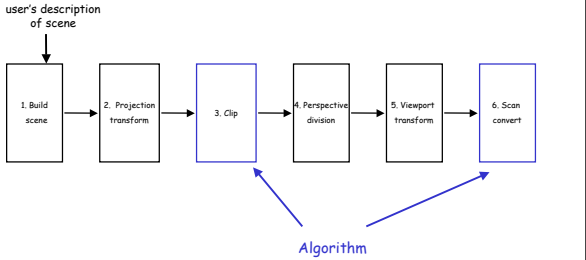 user's description
of scene
1. Build
scene
2. Projection
transform
3. Clip
4. Perspective
division
5. Viewport
transform
6. Scan
convert
Algorithm